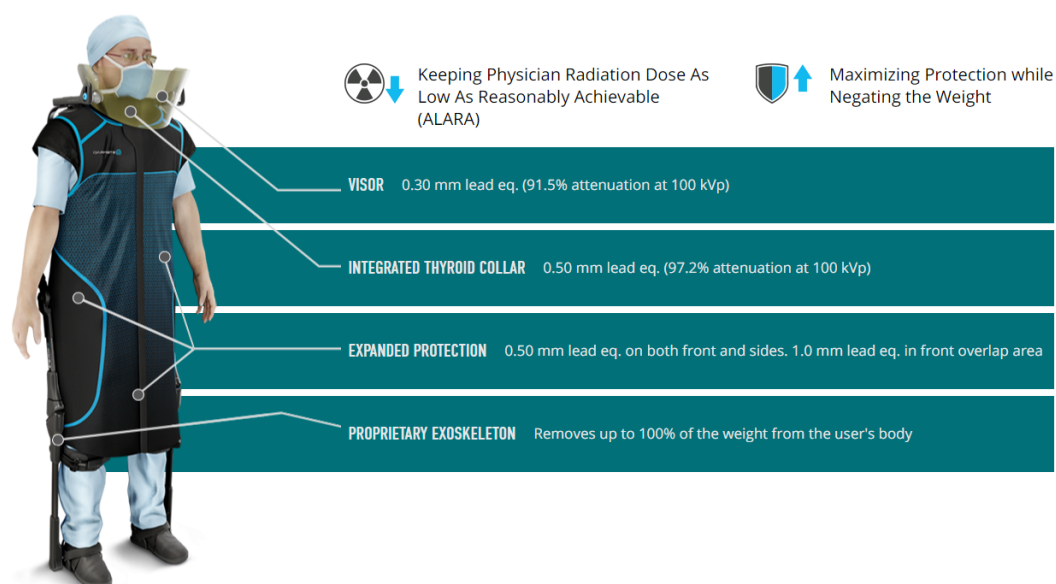 Keeping Physician Radiation Dose As
Low As Reasonably Achievable
(ALARA)
Maximizing Protection while
Negating the Weight
VISOR 0.30 mm lead eq. (91.5% attenuation at 100 kVp)
INTEGRATED THYROID COLLAR 0.50 mm lead eq. (97.2% attenuation at 100 kVp)
EXPANDED PROTECTION 0.50 mm lead eq. on both front and sides. 1.0 mm lead eq. in front overlap area
PROPRIETARY EXOSKELETON Removes up to 100% of the weight from the user's body